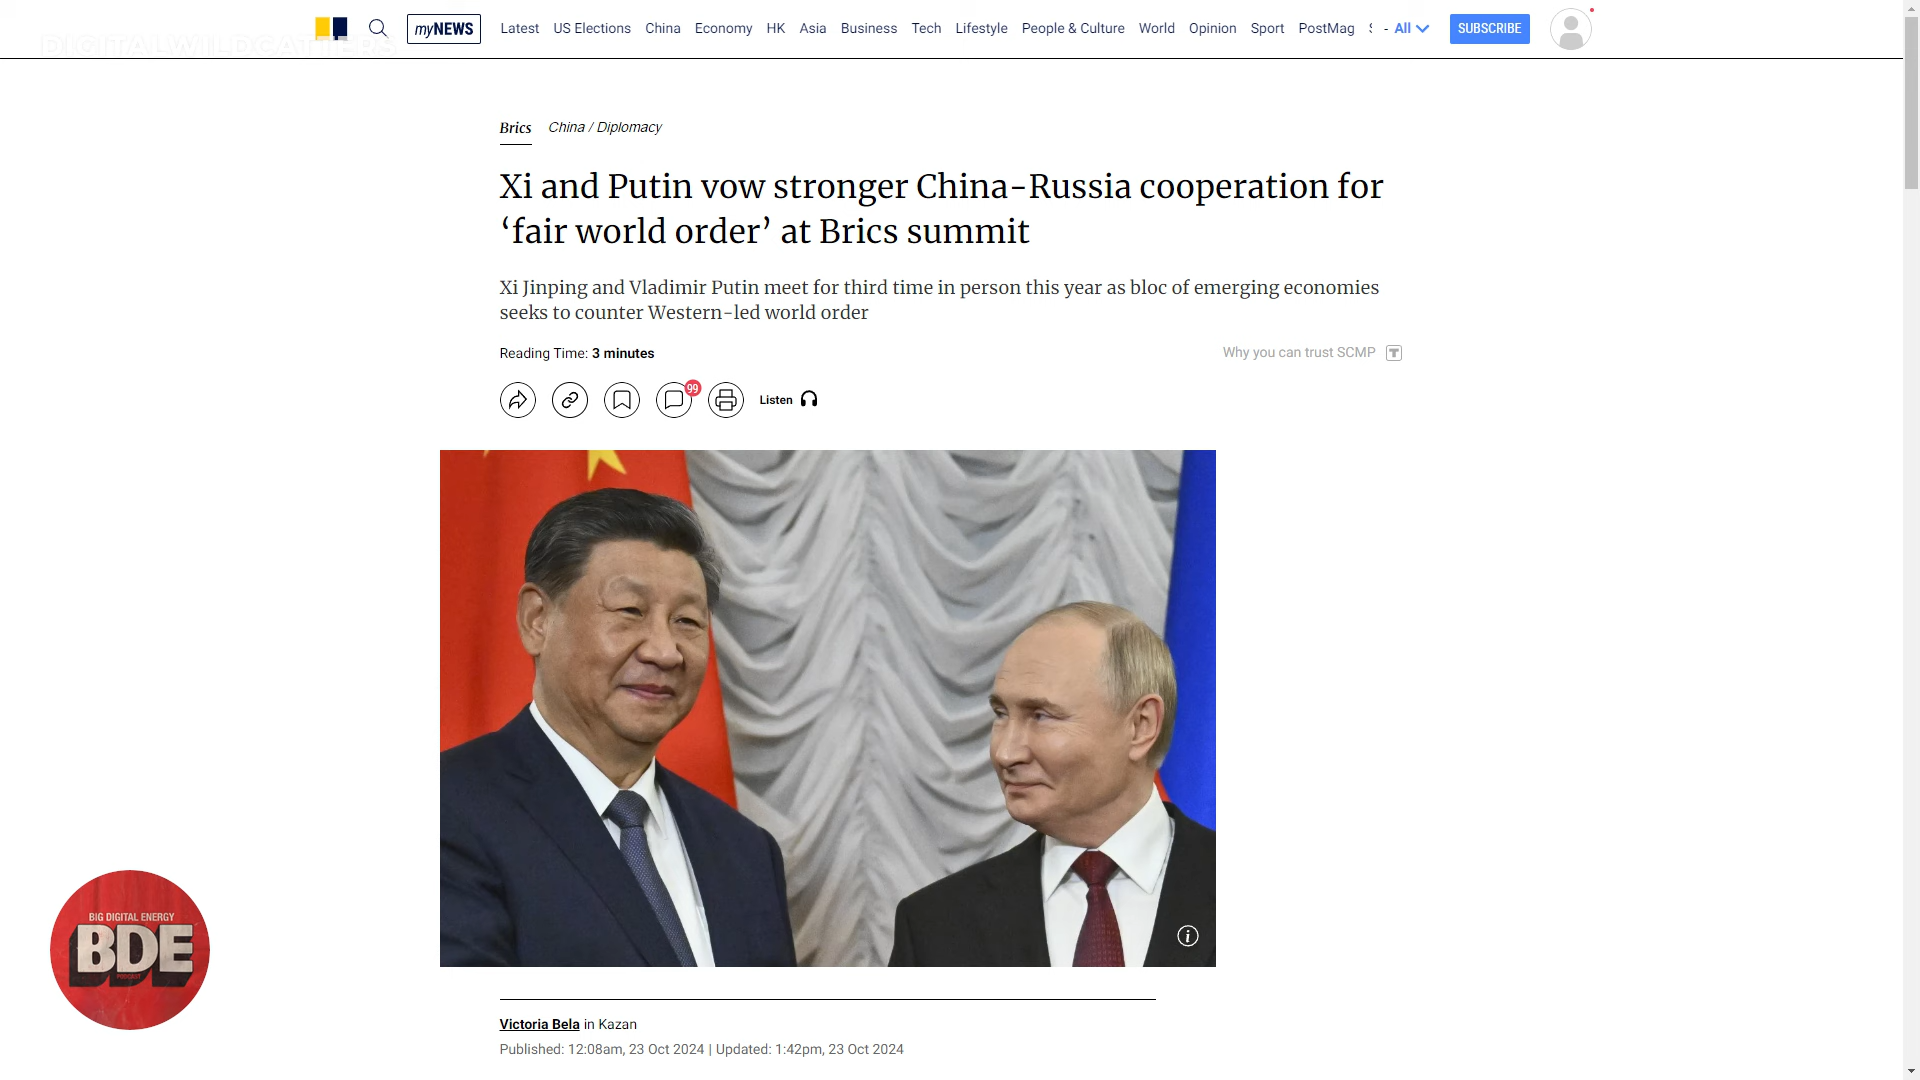 DIGITALWILDCATTERS
myNEWS
Latest US Elections China Economy HK Asia Business Tech Lifestyle People & Culture World Opinion Sport PostMag - All
SUBSCRIBE
Brics China / Diplomacy
Xi and Putin vow stronger China-Russia cooperation for
‘fair world order’ at Brics summit
Xi Jinping and Vladimir Putin meet for third time in person this year as bloc of emerging economies
seeks to counter Western-led world order
Reading Time: 3 minutes
Why you can trust SCMP T
99
Listen
i
BIG DIGITAL ENERGY
BDE
PODCAST
Victoria Bela in Kazan
Published: 12:08am, 23 Oct 2024 | Updated: 1:42pm, 23 Oct 2024